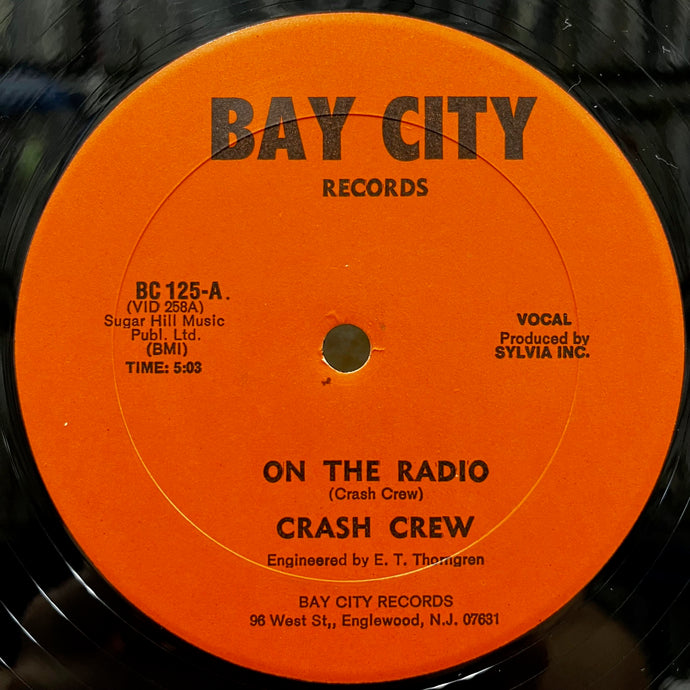 BAY CITY
RECORDS
BC 125-A.
(VID 258A)
Sugar Hill Music
Publ. Ltd.
(BMI)
TIME: 5:03
VOCAL
Produced by
SYLVIA INC.
ON THE RADIO
(Crash Crew)
CRASH CREW
Engineered by E. T. Thorngren
BAY CITY RECORDS
96 West St,, Englewood, N.J. 07631